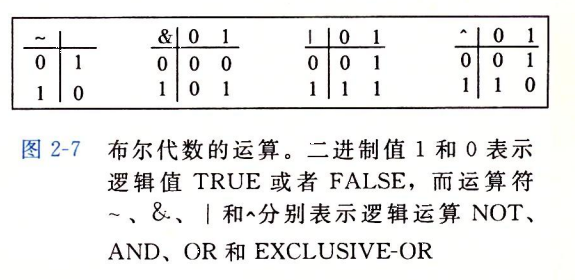 ~ & 0 1 | 0 1 ^ 0 1
0 1 0 0 0 0 0 1 0 0 1
1 0 1 0 1 1 1 1 1 1 0
图 2-7 布尔代数的运算。二进制值 1 和 0 表示
逻辑值 TRUE 或者 FALSE，而运算符
~、&、| 和^分别表示逻辑运算 NOT、
AND、OR 和 EXCLUSIVE-OR